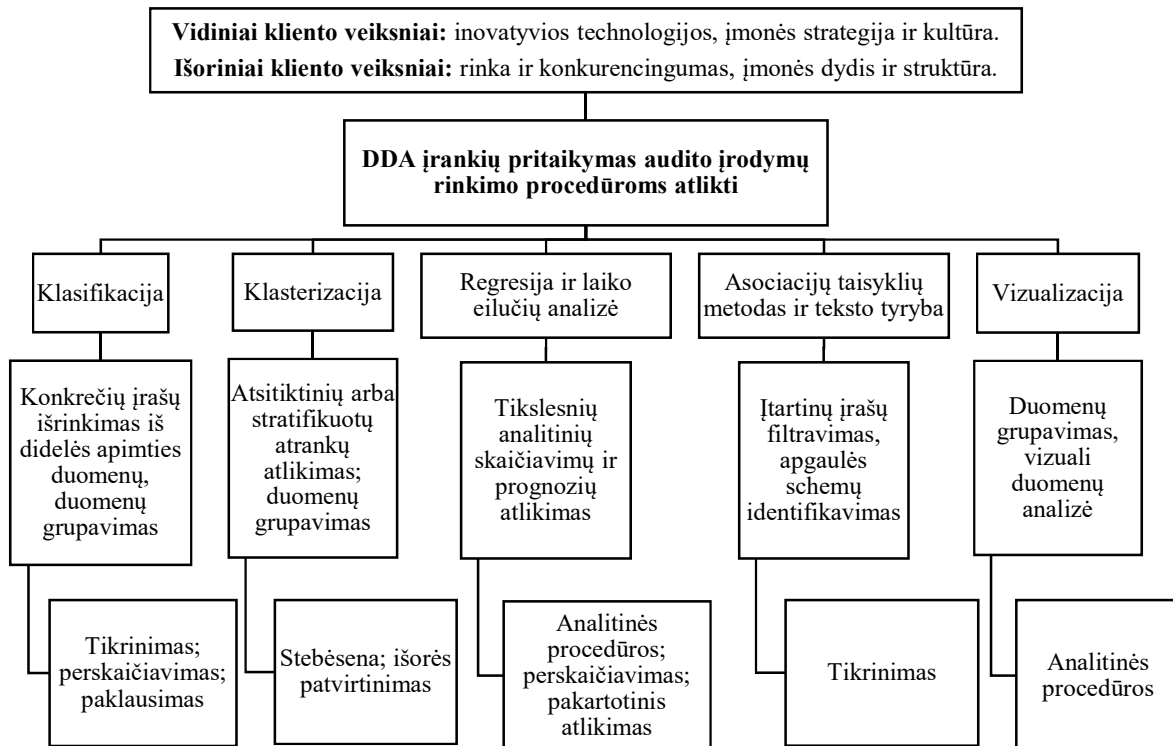 Vidiniai kliento veiksniai: inovatyvios technologijos, įmonės strategija ir kultūra.
Išoriniai kliento veiksniai: rinka ir konkurencingumas, įmonės dydis ir struktūra.
DDA įrankių pritaikymas audito įrodymų
rinkimo procedūroms atlikti
Klasifikacija
Klasterizacija
Regresija ir laiko
eilučių analizė
Asociacijų taisyklių
metodas ir teksto tyryba
Vizualizacija
Konkrečių įrašų
išrinkimas iš
didelės apimties
duomenų,
duomenų
grupavimas
Atsitiktinių arba
stratifikuotų
atrankų
atlikimas;
duomenų
grupavimas
Tikslesnių
analitinių
skaičiavimų ir
prognozių
atlikimas
Įtartinų įrašų
filtravimas,
apgaulės
schemų
identifikavimas
Duomenų
grupavimas,
vizuali
duomenų
analizė
Tikrinimas;
perskaičiavimas;
paklausimas
Stebėsena; išorės
patvirtinimas
Analitinės
procedūros;
perskaičiavimas;
pakartotinis
atlikimas
Tikrinimas
Analitinės
procedūros